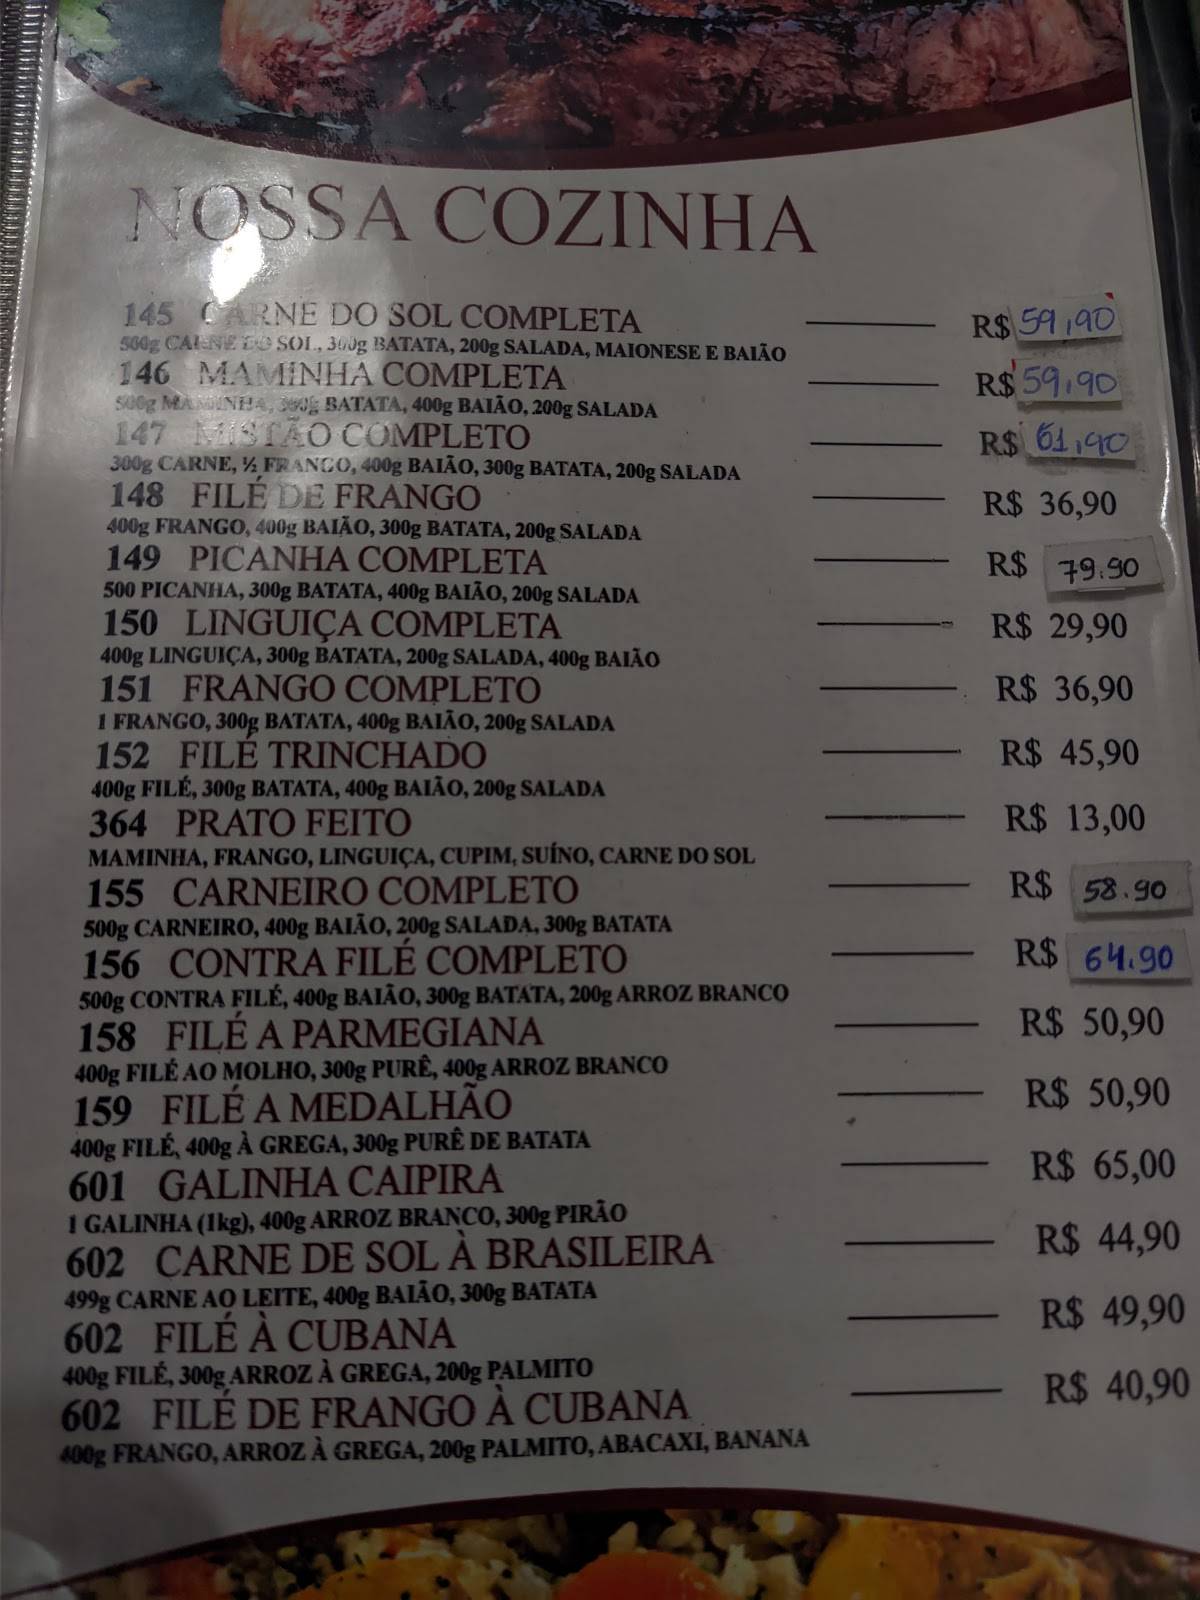 NOSSA COZINHA
145 CARNE DO SOL COMPLETA R$ 59,90
500g CARNE DO SOL, 300g BATATA, 200g SALADA, MAIONESE E BAIÃO
146 MAMINHA COMPLETA R$ 59,90
500g MAMINHA, 300g BATATA, 400g BAIÃO, 200g SALADA
147 MISTÃO COMPLETO R$ 61,90
300g CARNE, ½ FRANGO, 400g BAIÃO, 300g BATATA, 200g SALADA
148 FILÉ DE FRANGO R$ 36,90
400g FRANGO, 400g BAIÃO, 300g BATATA, 200g SALADA
149 PICANHA COMPLETA R$ 79.90
500 PICANHA, 300g BATATA, 400g BAIÃO, 200g SALADA
150 LINGUIÇA COMPLETA R$ 29,90
400g LINGUIÇA, 300g BATATA, 200g SALADA, 400g BAIÃO
151 FRANGO COMPLETO R$ 36,90
1 FRANGO, 300g BATATA, 400g BAIÃO, 200g SALADA
152 FILÉ TRINCHADO R$ 45,90
400g FILÉ, 300g BATATA, 400g BAIÃO, 200g SALADA
364 PRATO FEITO R$ 13,00
MAMINHA, FRANGO, LINGUIÇA, CUPIM, SUÍNO, CARNE DO SOL
155 CARNEIRO COMPLETO R$ 58.90
500g CARNEIRO, 400g BAIÃO, 200g SALADA, 300g BATATA
156 CONTRA FILÉ COMPLETO R$ 64.90
500g CONTRA FILÉ, 400g BAIÃO, 300g BATATA, 200g ARROZ BRANCO
158 FILÉ A PARMEGIANA R$ 50,90
400g FILÉ AO MOLHO, 300g PURÊ, 400g ARROZ BRANCO
159 FILÉ A MEDALHÃO R$ 50,90
400g FILÉ, 400g À GREGA, 300g PURÊ DE BATATA
601 GALINHA CAIPIRA R$ 65,00
1 GALINHA (1kg), 400g ARROZ BRANCO, 300g PIRÃO
602 CARNE DE SOL À BRASILEIRA R$ 44,90
499g CARNE AO LEITE, 400g BAIÃO, 300g BATATA
602 FILÉ À CUBANA R$ 49,90
400g FILÉ, 300g ARROZ À GREGA, 200g PALMITO
602 FILÉ DE FRANGO À CUBANA R$ 40,90
400g FRANGO, ARROZ À GREGA, 200g PALMITO, ABACAXI, BANANA